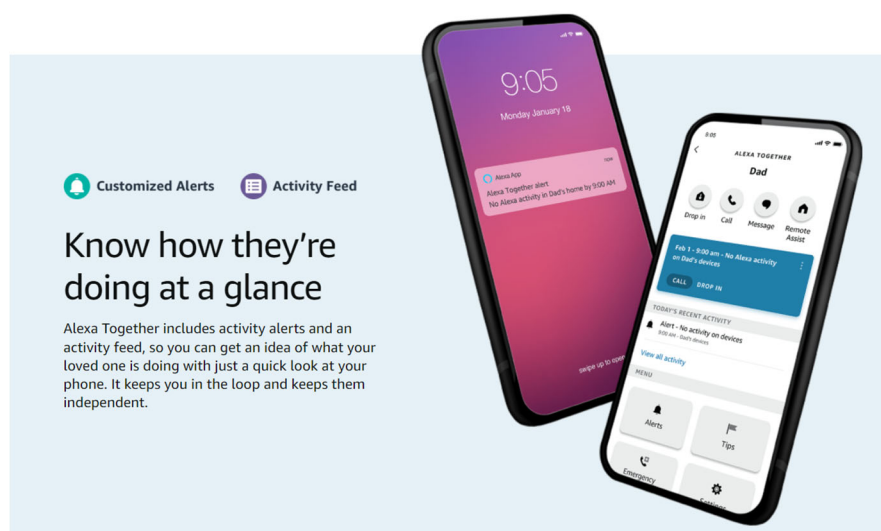 Customized Alerts
Activity Feed
Know how they're
doing at a glance
Alexa Together includes activity alerts and an
activity feed, so you can get an idea of what your
loved one is doing with just a quick look at your
phone. It keeps you in the loop and keeps them
independent.
9:05
Monday January 18
Alexa App
now
Alexa Together alert
No Alexa activity in Dad's home by 9:00 AM
swipe up to open
9:05
ALEXA TOGETHER
Dad
Drop in
Call
Message
Remote
Assist
Feb 1 - 9:00 am - No Alexa activity
on Dad's devices
CALL
DROP IN
TODAY'S RECENT ACTIVITY
Alert - No activity on devices
9:00 AM - Dad's devices
View all activity
MENU
Alerts
Tips
Emergency
Settings